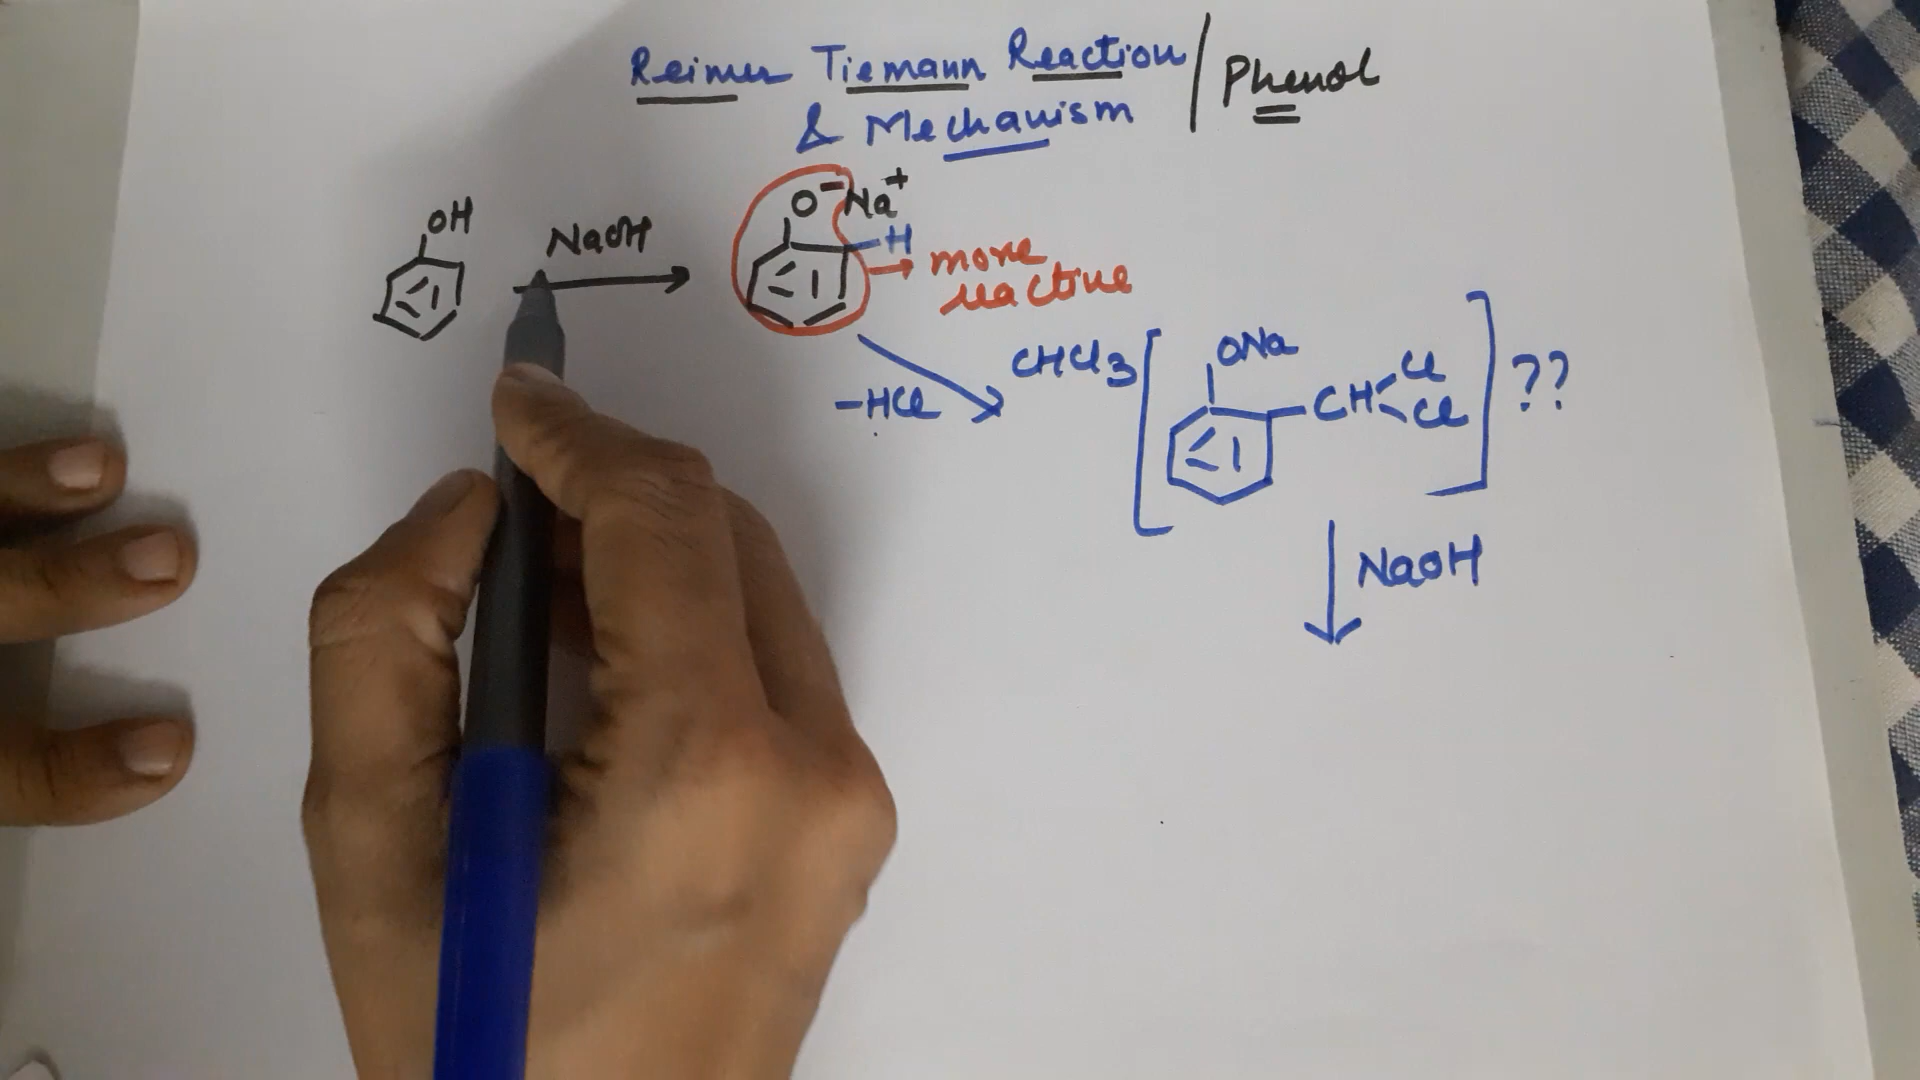 Reimer Tiemann Reaction / Phenol
& Mechanism
OH
NaOH
O⁻Na⁺
H
more
reactive
CHCl3
-HCl
ONa
CH
Cl
Cl
??
NaOH